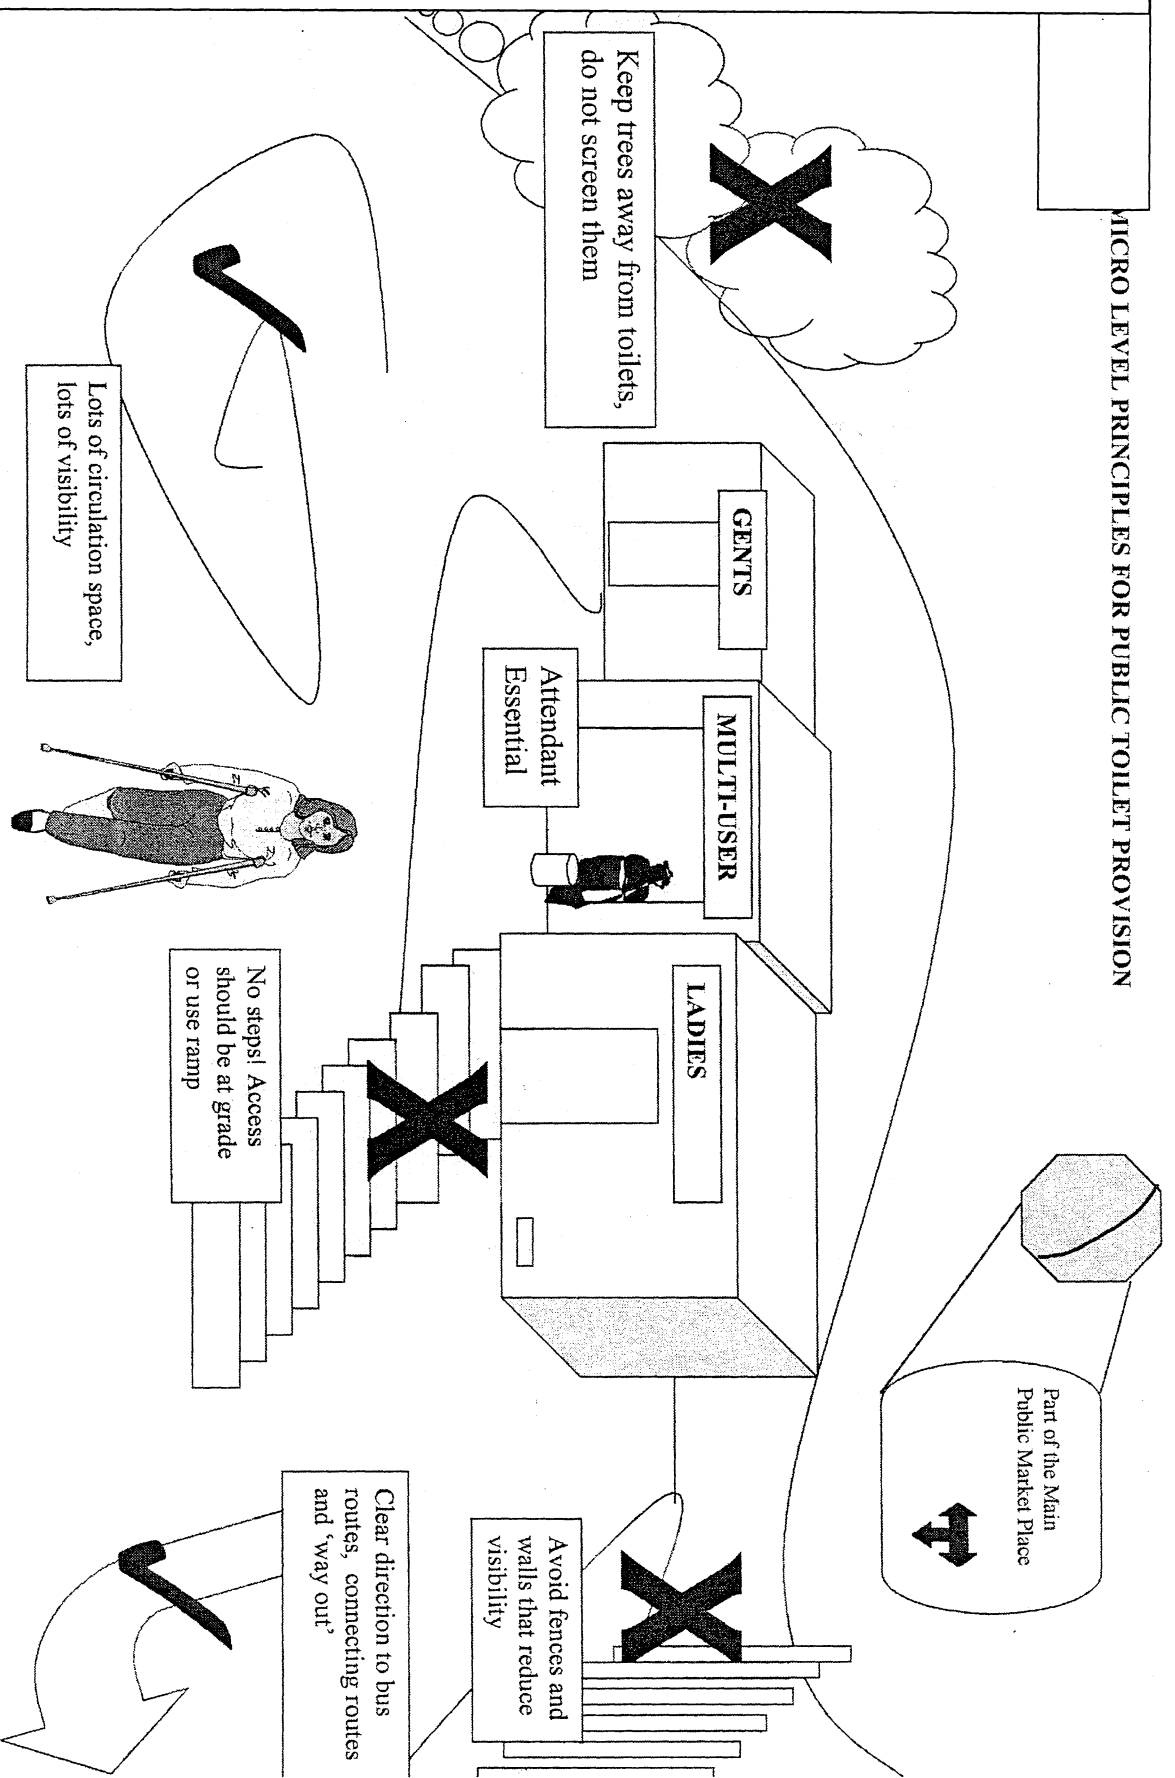 MICRO LEVEL PRINCIPLES FOR PUBLIC TOILET PROVISION
Part of the Main
Public Market Place
Keep trees away from toilets,
do not screen them
GENTS
MULTI-USER
LADIES
Attendant
Essential
Avoid fences and
walls that reduce
visibility
Lots of circulation space,
lots of visibility
No steps! Access
should be at grade
or use ramp
Clear direction to bus
routes, connecting routes
and ‘way out’